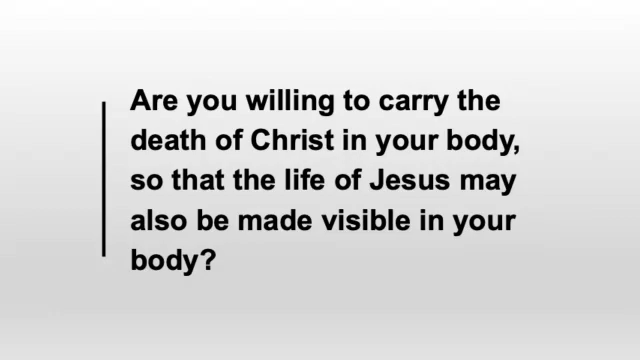 Are you willing to carry the
death of Christ in your body,
so that the life of Jesus may
also be made visible in your
body?